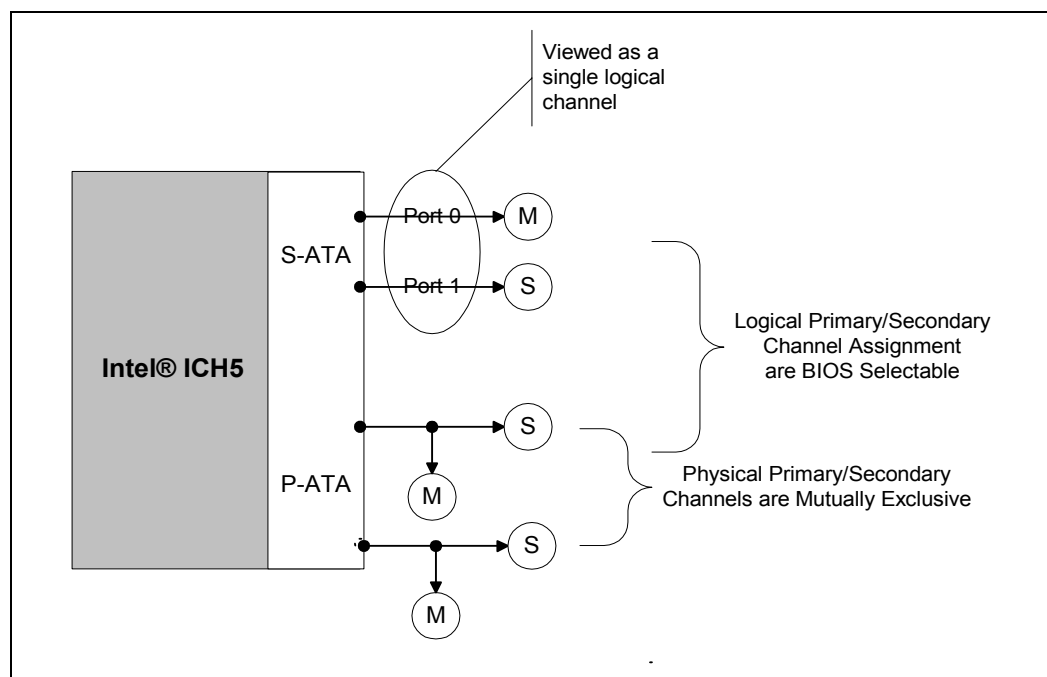 Viewed as a
single logical
channel
Port 0
M
S-ATA
Port 1
S
Logical Primary/Secondary
Channel Assignment
are BIOS Selectable
Intel® ICH5
S
P-ATA
M
Physical Primary/Secondary
Channels are Mutually Exclusive
S
M